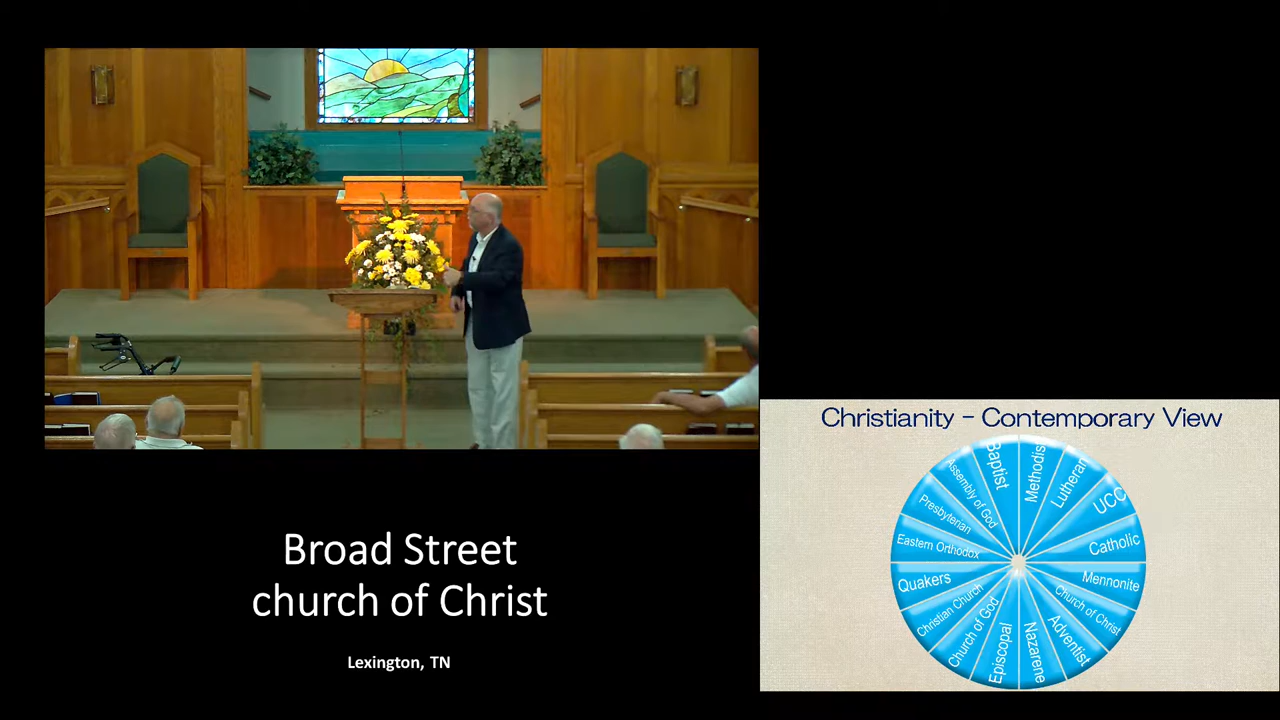 Christianity – Contemporary View
Baptist
Methodis
Lutheran
UCC
Catholic
Mennonite
Church of Christ
Adventist
Nazarene
Episcopal
Church of God
Christian Church
Quakers
Eastern Orthodox
Presbyterian
Assembly of God
Broad Street
church of Christ
Lexington, TN